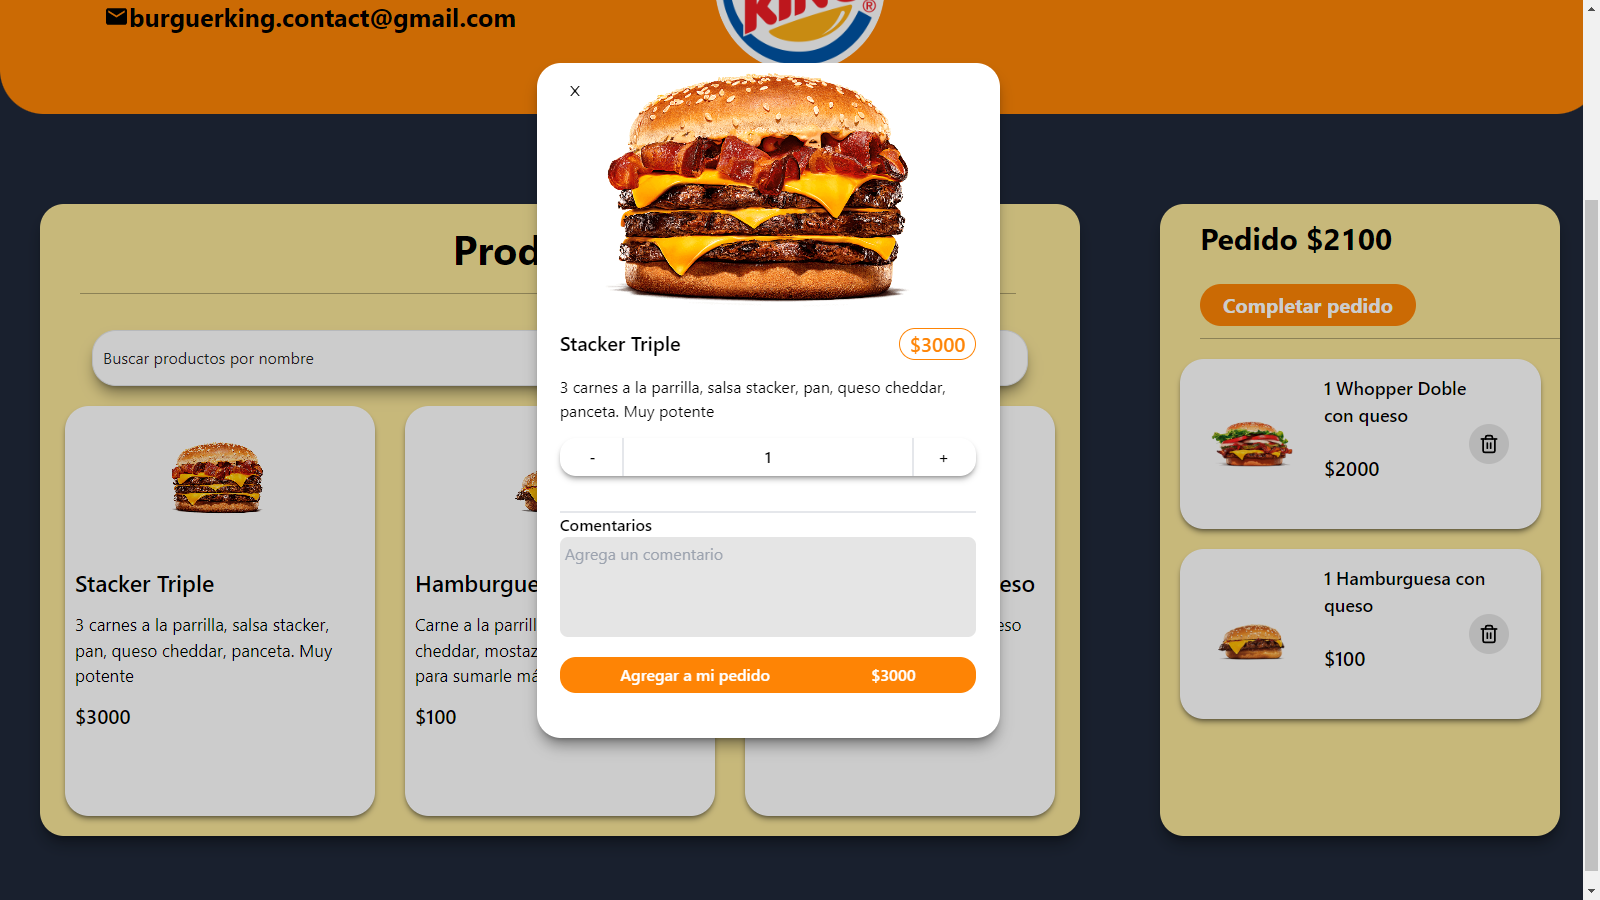 burguerking.contact@gmail.com
KING®
X
Prod
Pedido $2100
Completar pedido
Buscar productos por nombre
Stacker Triple
$3000
3 carnes a la parrilla, salsa stacker, pan, queso cheddar,
panceta. Muy potente
-
1
+
Comentarios
Agrega un comentario
Agregar a mi pedido
$3000
Stacker Triple
3 carnes a la parrilla, salsa stacker,
pan, queso cheddar, panceta. Muy
potente
$3000
Hamburgue
Carne a la parrill
cheddar, mostaz
para sumarle má
$100
eso
eso
1 Whopper Doble
con queso
$2000
1 Hamburguesa con
queso
$100